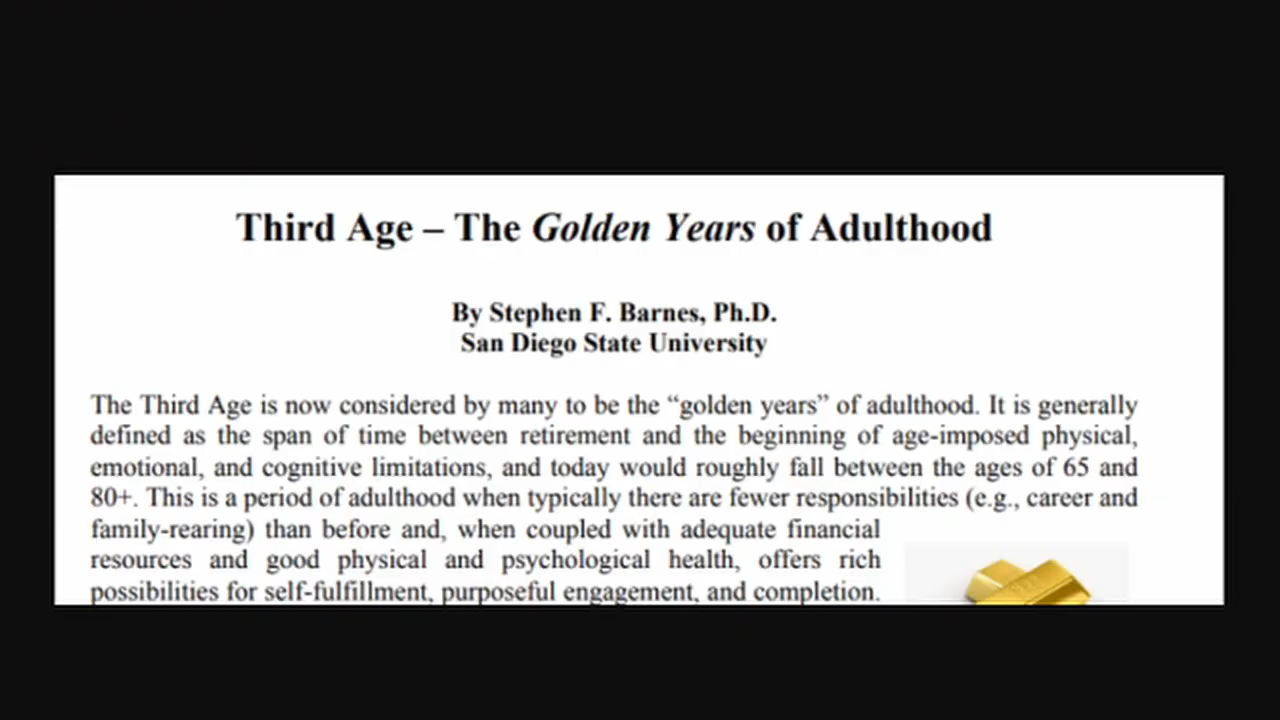 Third Age – The Golden Years of Adulthood
By Stephen F. Barnes, Ph.D.
San Diego State University
The Third Age is now considered by many to be the “golden years” of adulthood. It is generally
defined as the span of time between retirement and the beginning of age-imposed physical,
emotional, and cognitive limitations, and today would roughly fall between the ages of 65 and
80+. This is a period of adulthood when typically there are fewer responsibilities (e.g., career and
family-rearing) than before and, when coupled with adequate financial
resources and good physical and psychological health, offers rich
possibilities for self-fulfillment, purposeful engagement, and completion.